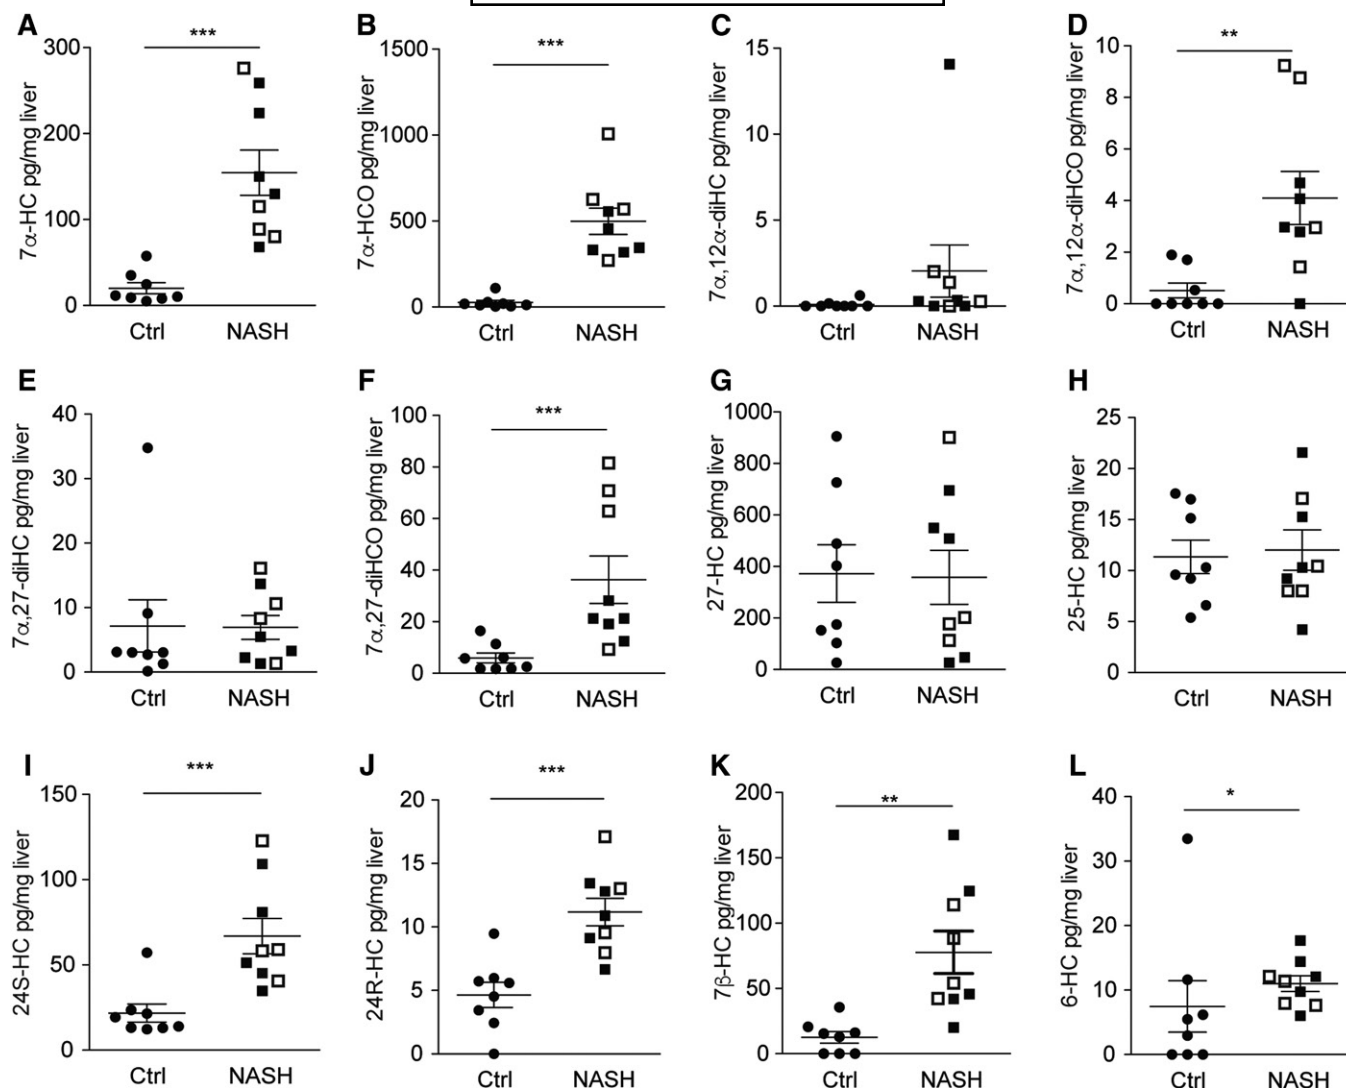 A
B
C
D
7α-HC pg/mg liver
300
200
100
0
***
Ctrl
NASH
7α-HCO pg/mg liver
1500
1000
500
0
***
Ctrl
NASH
7α,12α-diHC pg/mg liver
15
10
5
0
Ctrl
NASH
7α,12α-diHCO pg/mg liver
10
8
6
4
2
0
**
Ctrl
NASH
E
F
G
H
7α,27-diHC pg/mg liver
40
30
20
10
0
Ctrl
NASH
7α,27-diHCO pg/mg liver
100
80
60
40
20
0
***
Ctrl
NASH
27-HC pg/mg liver
1000
800
600
400
200
0
Ctrl
NASH
25-HC pg/mg liver
25
20
15
10
5
0
Ctrl
NASH
I
J
K
L
24S-HC pg/mg liver
150
100
50
0
***
Ctrl
NASH
24R-HC pg/mg liver
20
15
10
5
0
***
Ctrl
NASH
7β-HC pg/mg liver
200
150
100
50
0
**
Ctrl
NASH
6-HC pg/mg liver
40
30
20
10
0
*
Ctrl
NASH